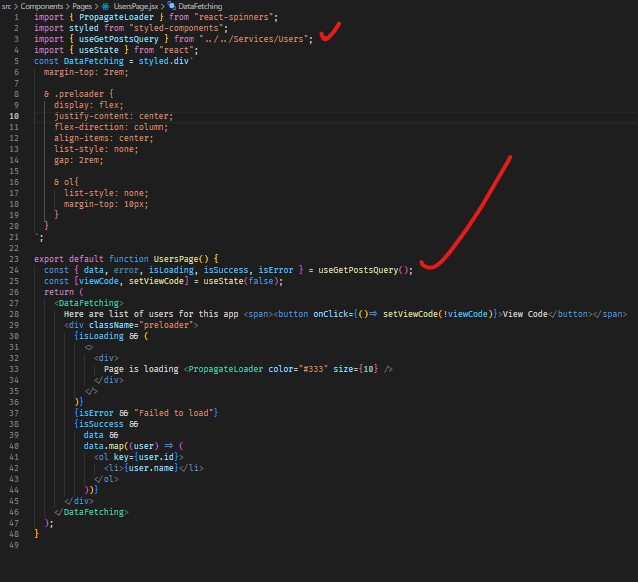 src > Components > Pages > UsersPage.jsx > DataFetching
1 import { PropagateLoader } from "react-spinners";
2 import styled from "styled-components";
3 import { useGetPostsQuery } from "../../Services/Users";
4 import { useState } from "react";
5 const DataFetching = styled.div`
6 margin-top: 2rem;
7
8 & .preloader {
9 display: flex;
10 justify-content: center;
11 flex-direction: column;
12 align-items: center;
13 list-style: none;
14 gap: 2rem;
15
16 & ol{
17 list-style: none;
18 margin-top: 10px;
19 }
20 }
21 `;
22
23 export default function UsersPage() {
24 const { data, error, isLoading, isSuccess, isError } = useGetPostsQuery();
25 const [viewCode, setViewCode] = useState(false);
26 return (
27 <DataFetching>
28 Here are list of users for this app <span><button onClick={()=> setViewCode(!viewCode)}>View Code</button></span>
29 <div className="preloader">
30 {isLoading && (
31 <>
32 <div>
33 Page is loading <PropagateLoader color="#333" size={10} />
34 </div>
35 </>
36 )}
37 {isError && "Failed to load"}
38 {isSuccess &&
39 data &&
40 data.map((user) => (
41 <ol key={user.id}>
42 <li>{user.name}</li>
43 </ol>
44 ))}
45 </div>
46 </DataFetching>
47 );
48 }
49